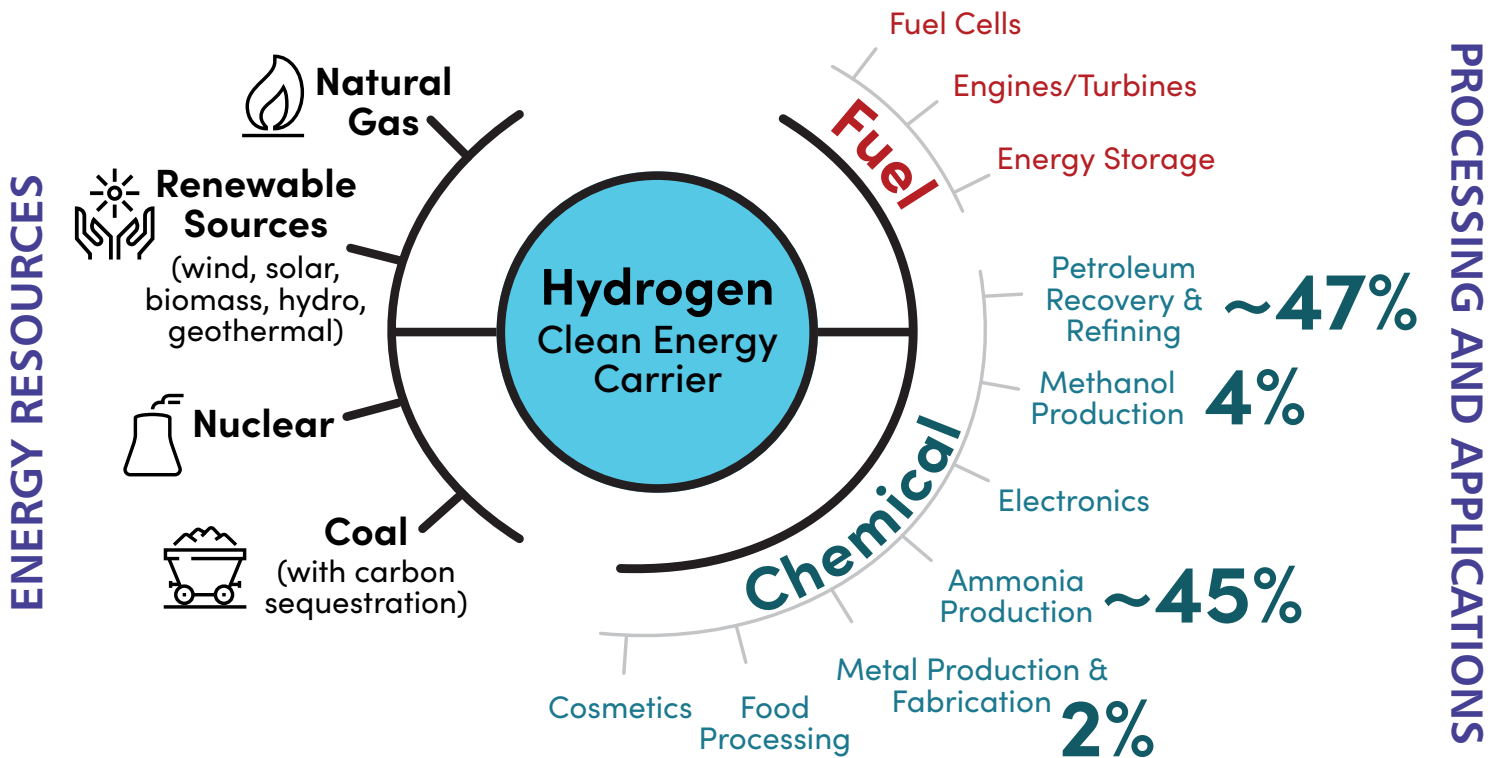 ENERGY RESOURCES
Natural
Gas
Renewable
Sources
(wind, solar,
biomass, hydro,
geothermal)
Nuclear
Coal
(with carbon
sequestration)
Hydrogen
Clean Energy
Carrier
Fuel
Fuel Cells
Engines/Turbines
Energy Storage
Chemical
Petroleum
Recovery &
Refining
~47%
Methanol
Production
4%
Electronics
Ammonia
Production
~45%
Metal Production &
Fabrication
2%
Food
Processing
Cosmetics
PROCESSING AND APPLICATIONS